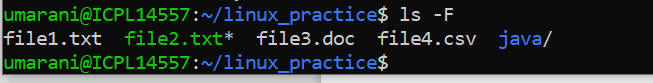 umarani@ICPL14557:~/linux_practice$ ls -F
file1.txt  file2.txt*  file3.doc  file4.csv  java/
umarani@ICPL14557:~/linux_practice$